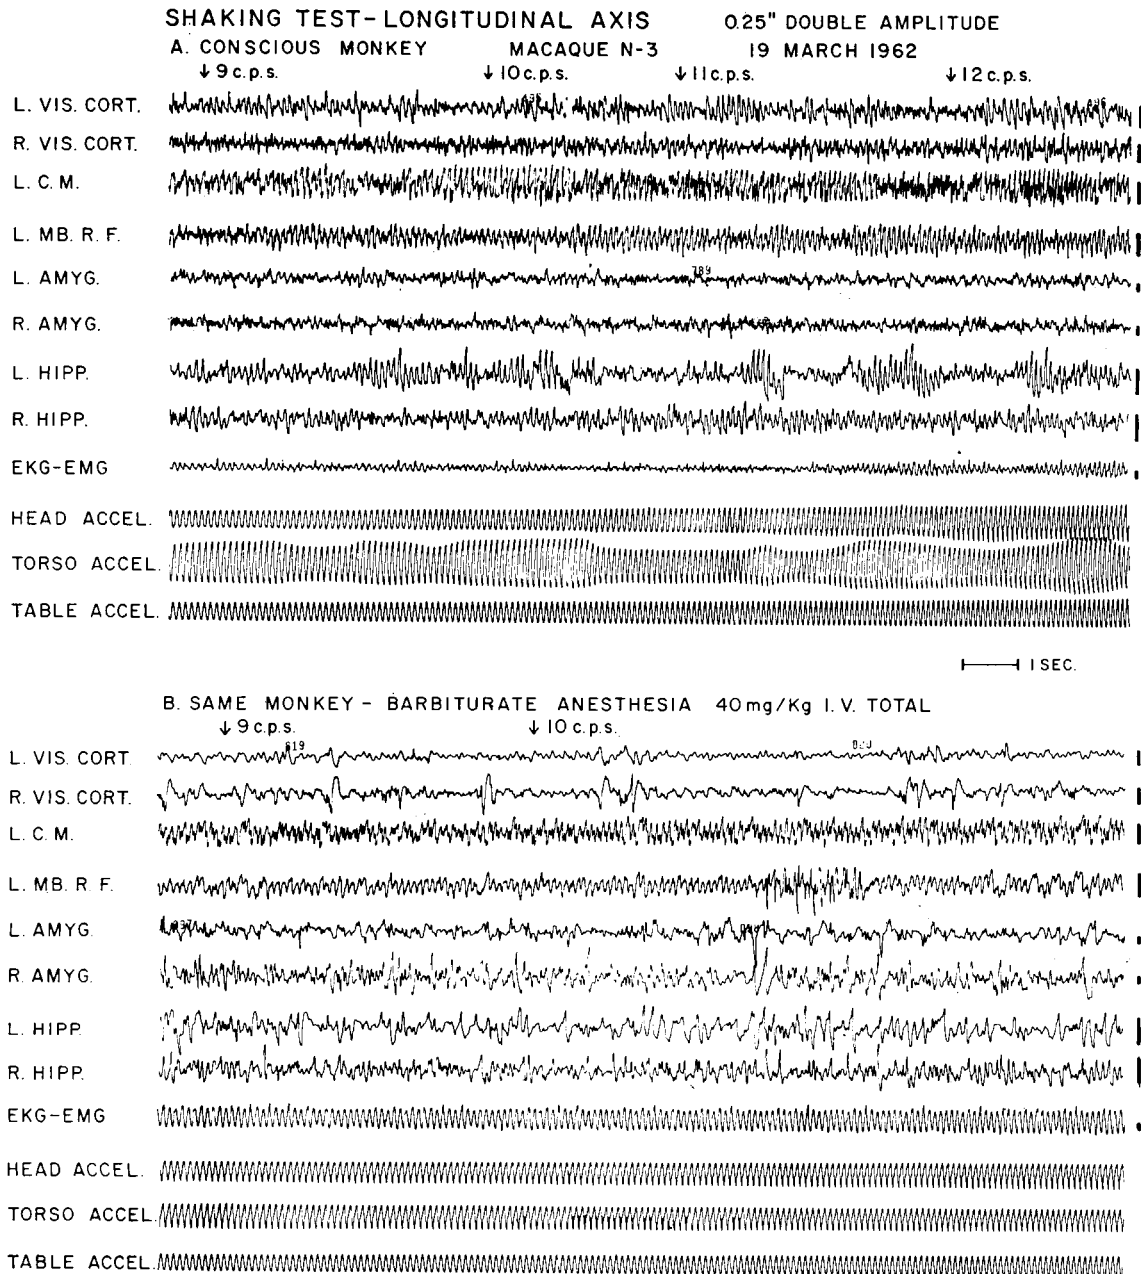 SHAKING TEST-LONGITUDINAL AXIS 0.25" DOUBLE AMPLITUDE
A. CONSCIOUS MONKEY MACAQUE N-3 19 MARCH 1962
↓9 c.p.s. ↓10 c.p.s. ↓11 c.p.s. ↓12 c.p.s.
L. VIS. CORT.
R. VIS. CORT.
L. C. M.
L. MB. R. F.
L. AMYG.
789
R. AMYG.
L. HIPP.
R. HIPP.
EKG-EMG
HEAD ACCEL.
TORSO ACCEL.
TABLE ACCEL.
1 SEC.
B. SAME MONKEY - BARBITURATE ANESTHESIA 40 mg/Kg I. V. TOTAL
↓9 c.p.s. ↓10 c.p.s.
819
L. VIS. CORT.
R. VIS. CORT.
L. C. M.
L. MB. R. F.
L. AMYG.
R. AMYG.
L. HIPP.
R. HIPP.
EKG-EMG
HEAD ACCEL.
TORSO ACCEL.
TABLE ACCEL.